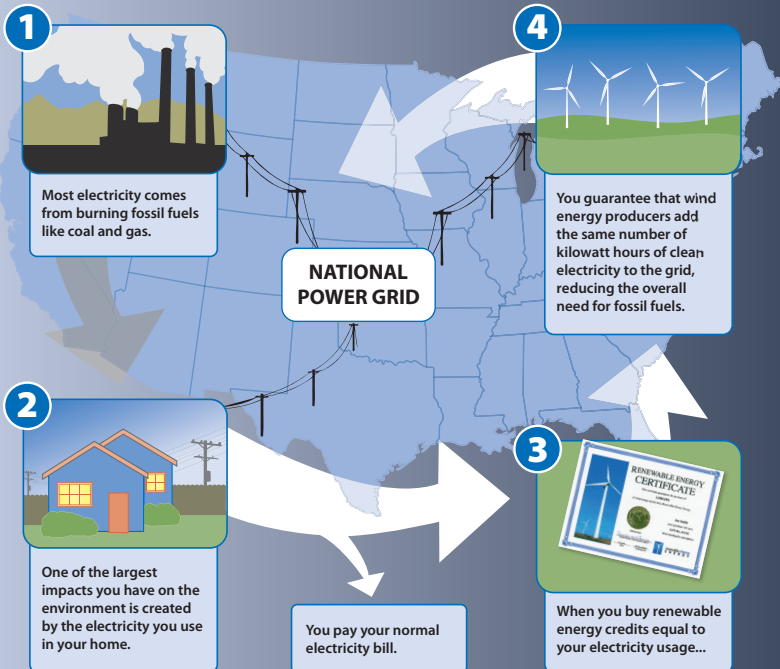 1
Most electricity comes
from burning fossil fuels
like coal and gas.
2
One of the largest
impacts you have on the
environment is created
by the electricity you use
in your home.
You pay your normal
electricity bill.
3
RENEWABLE ENERGY
CERTIFICATE
When you buy renewable
energy credits equal to
your electricity usage...
4
You guarantee that wind
energy producers add
the same number of
kilowatt hours of clean
electricity to the grid,
reducing the overall
need for fossil fuels.
NATIONAL
POWER GRID